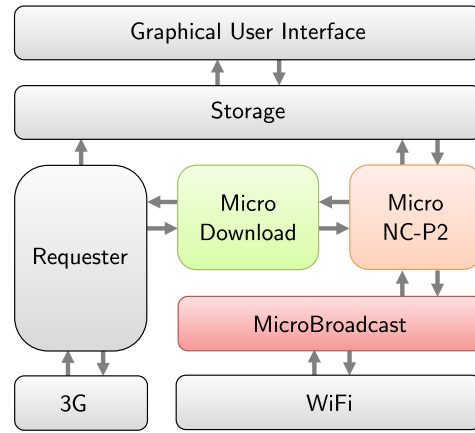 Graphical User Interface
Storage
Requester
Micro
Download
Micro
NC-P2
MicroBroadcast
3G
WiFi